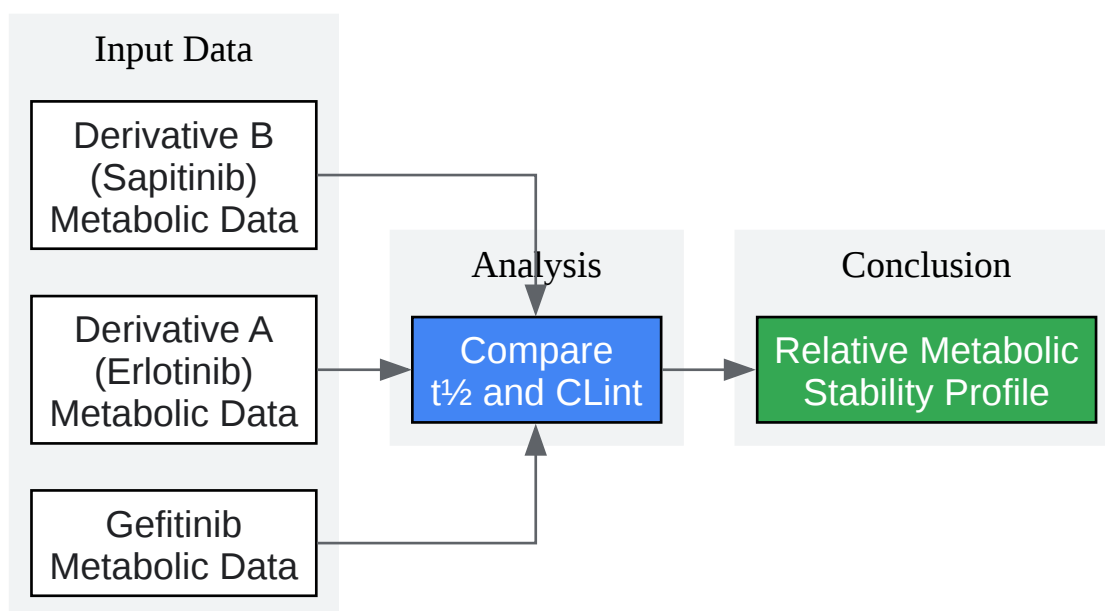 Input Data
Derivative B
(Sapitinib)
Metabolic Data
Derivative A
(Erlotinib)
Metabolic Data
Gefitinib
Metabolic Data
Analysis
Compare
t½ and CLint
Conclusion
Relative Metabolic
Stability Profile